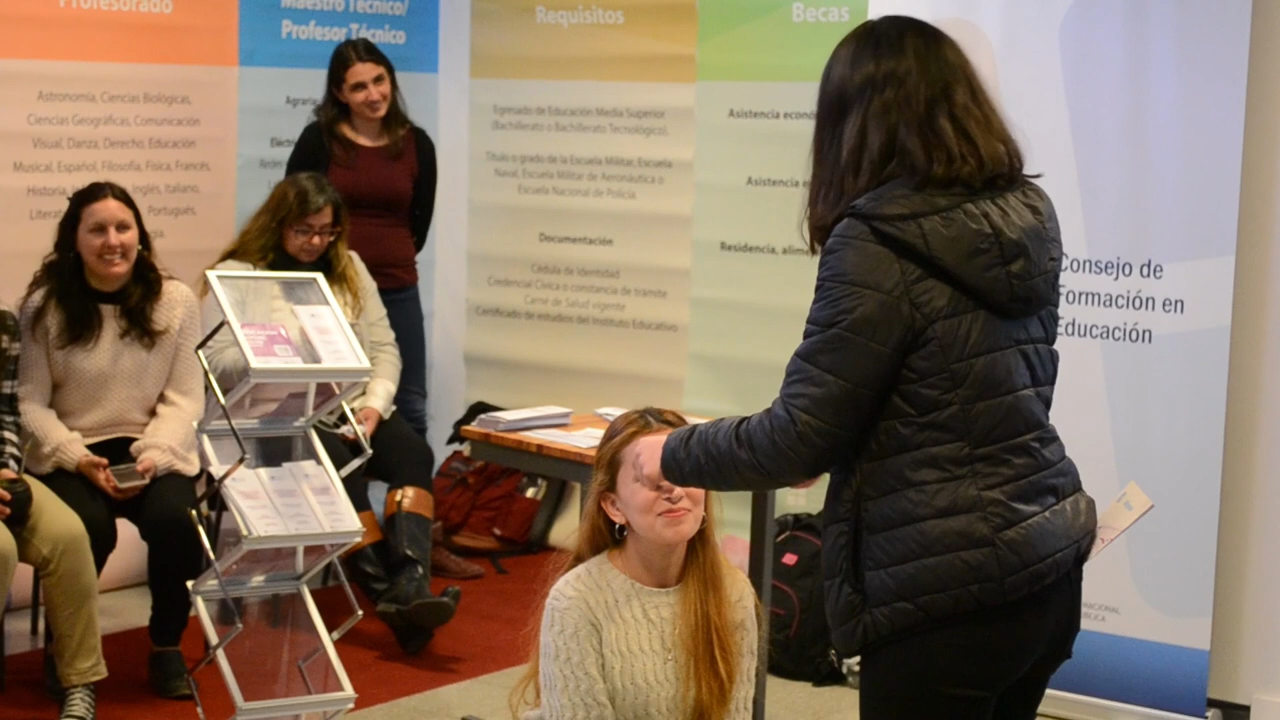 Profesorado
Astronomía, Ciencias Biológicas,
Ciencias Geográficas, Comunicación
Visual, Danza, Derecho, Educación
Musical, Español, Filosofía, Física, Francés,
Inglés, Italiano,
Portugués,
Maestro Técnico/
Profesor Técnico
Requisitos
Egresado de Educación Media Superior
(Bachillerato o Bachillerato Tecnológico).
Título o grado de la Escuela Militar, Escuela
Naval, Escuela Militar de Aeronáutica o
Escuela Nacional de Policía.
Documentación
Cédula de Identidad
Credencial Cívica o constancia de trámite
Carné de Salud vigente
Certificado de estudios del Instituto Educativo
Becas
Asistencia
Asistencia
Residencia,
Consejo de
Formación en
Educación